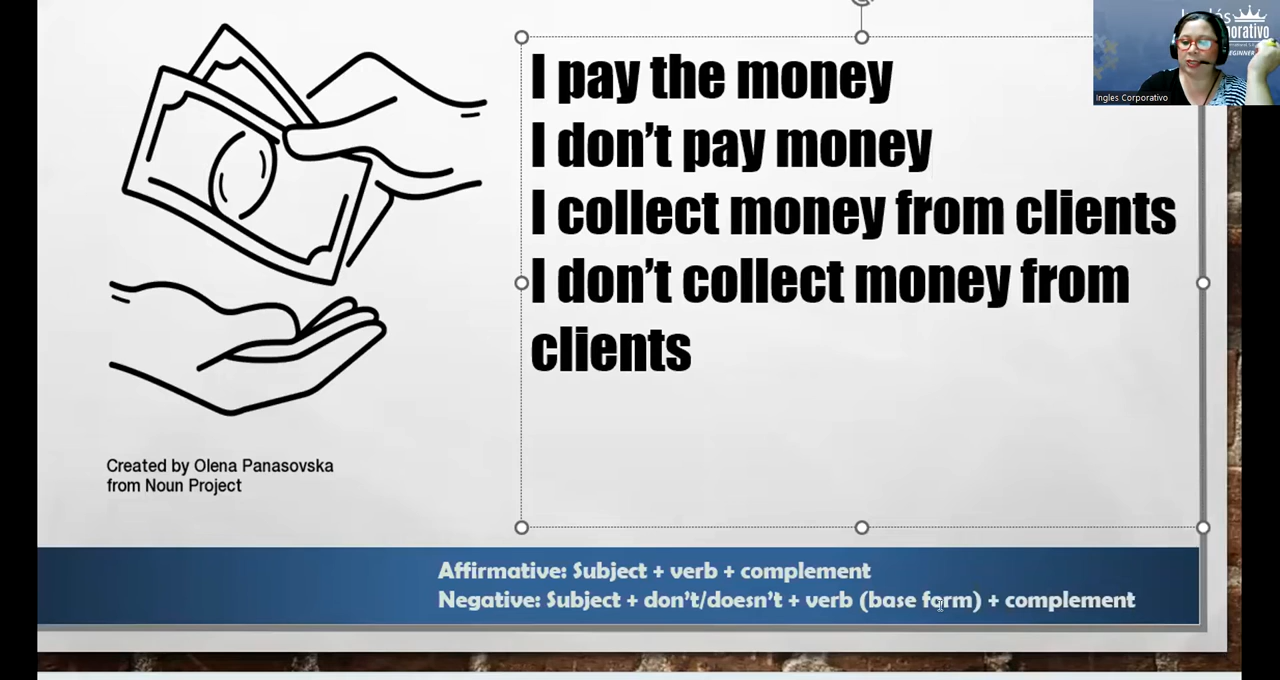 I pay the money
I don't pay money
I collect money from clients
I don't collect money from
clients
Ingles Corporativo
Created by Olena Panasovska
from Noun Project
Affirmative: Subject + verb + complement
Negative: Subject + don't/doesn't + verb (base form) + complement